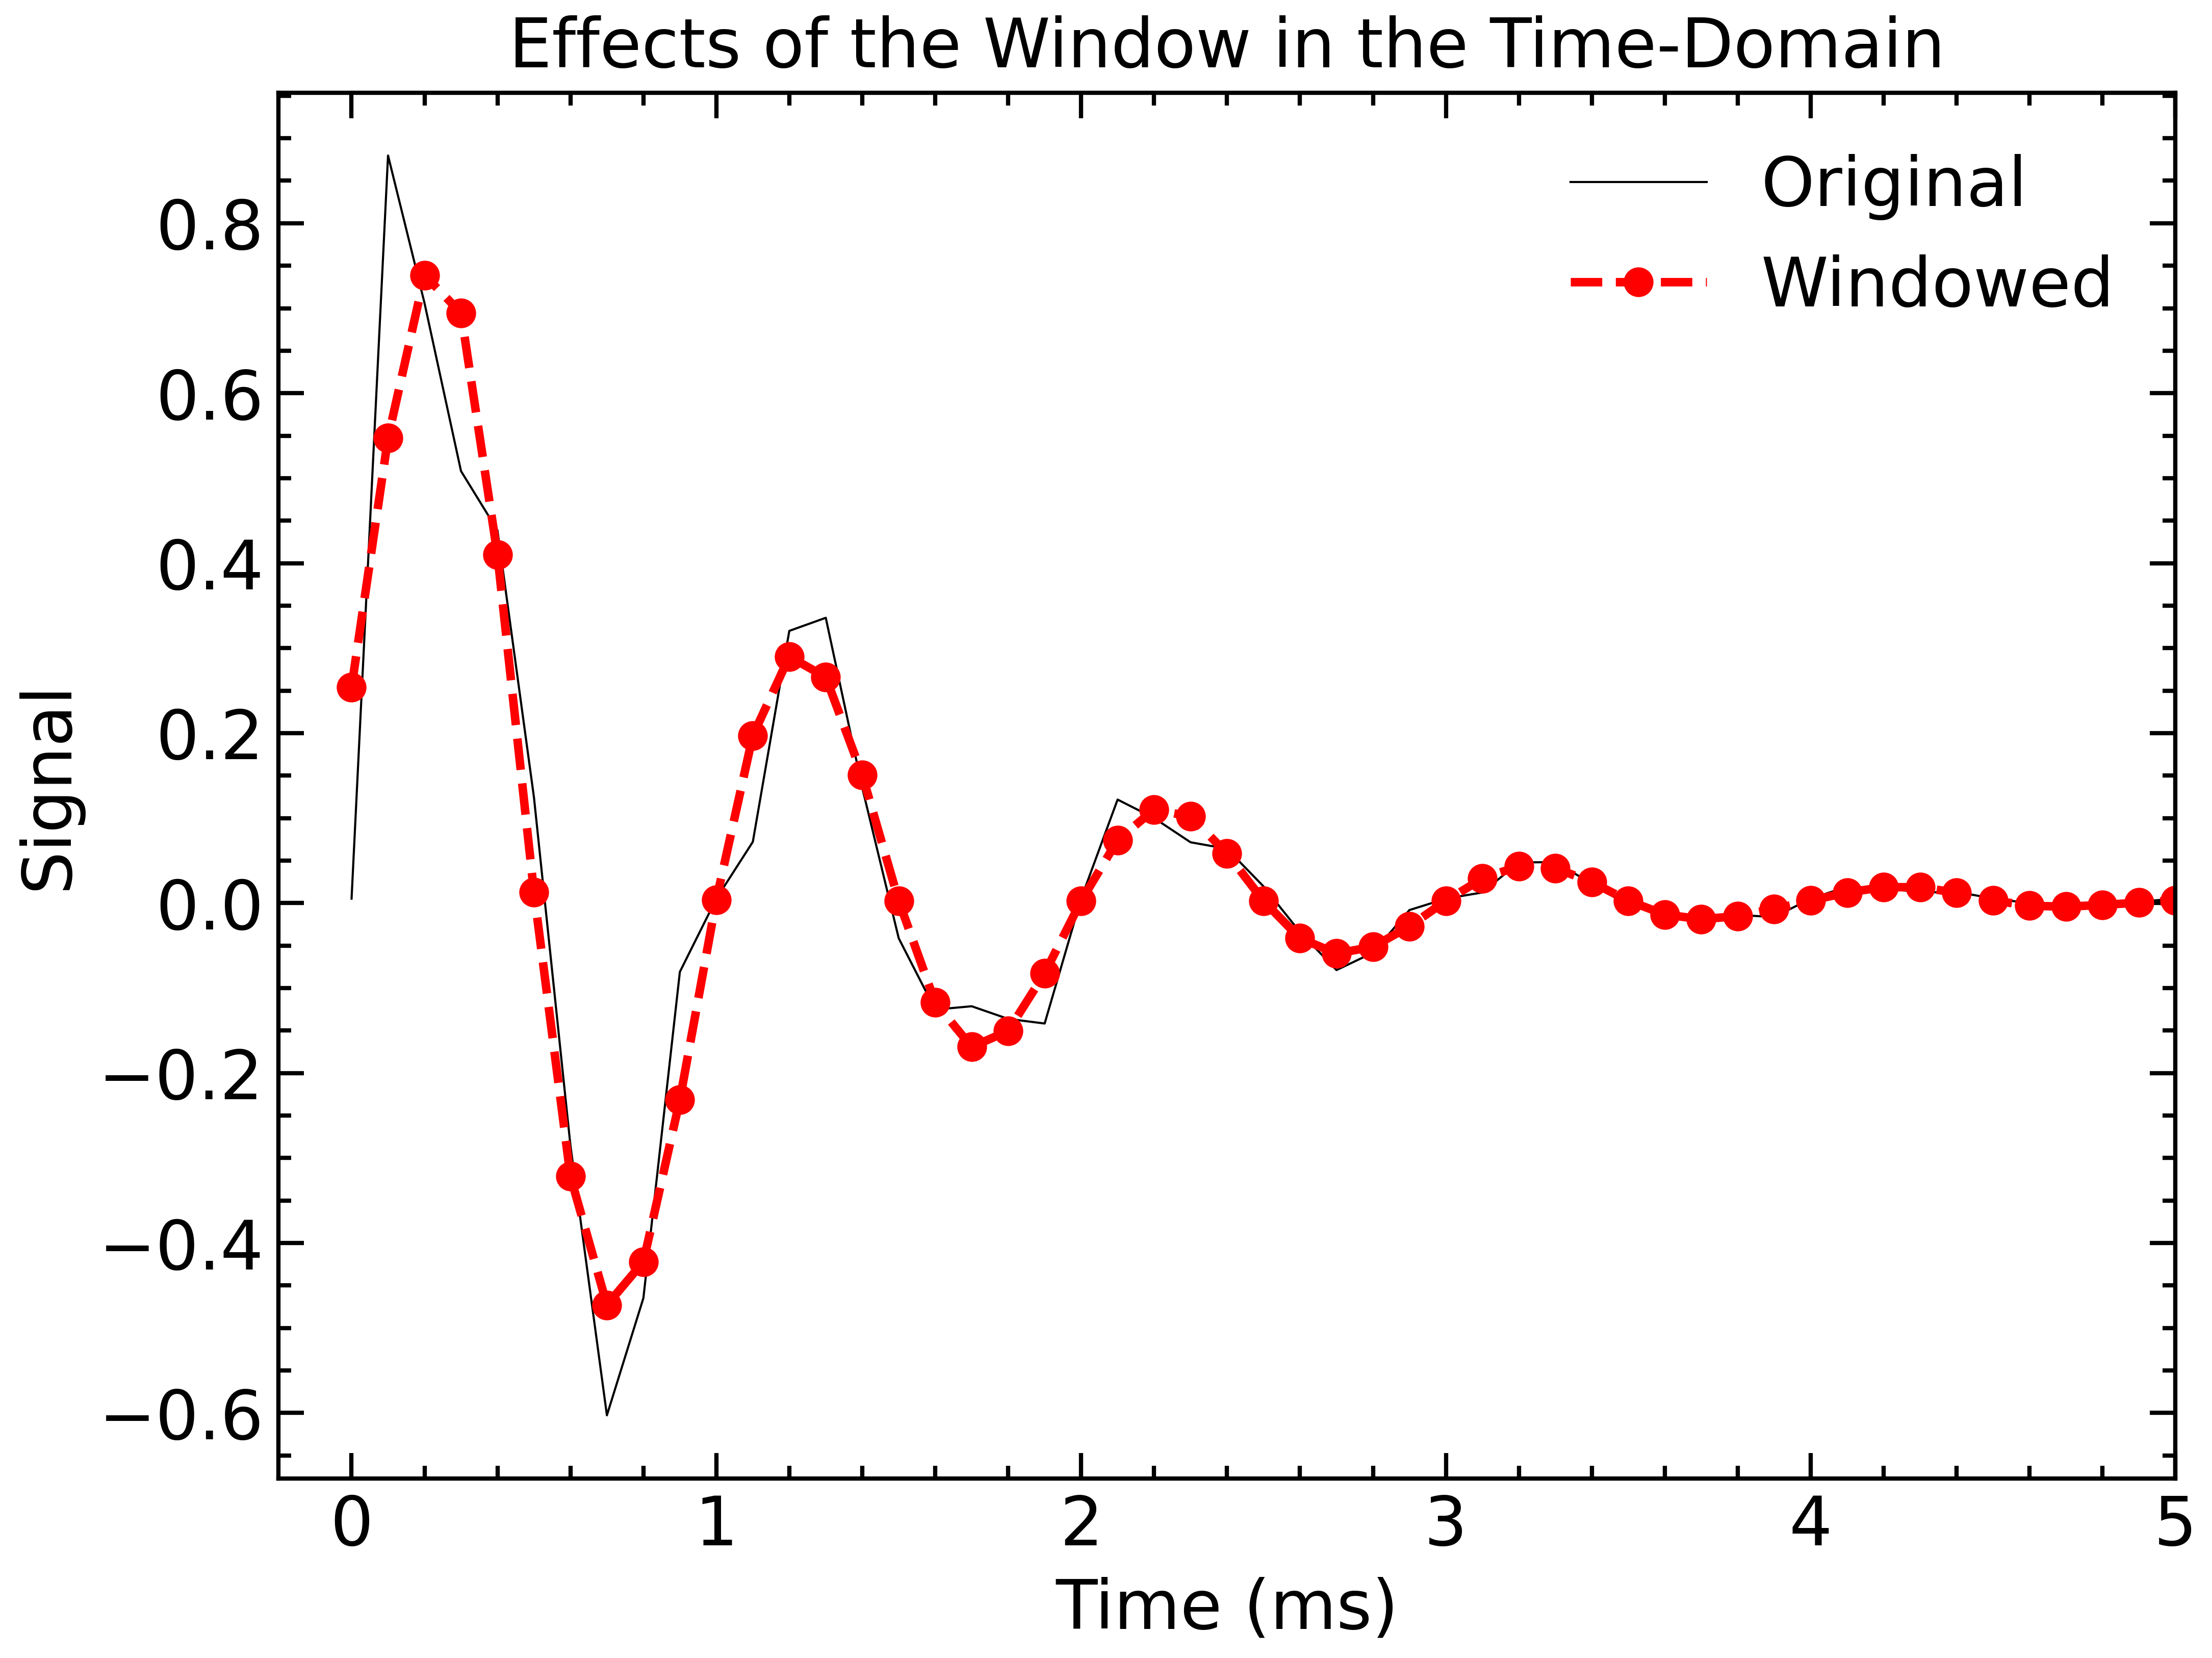 Effects of the Window in the Time-Domain
Original
Windowed
0.8
0.6
0.4
0.2
0.0
−0.2
−0.4
−0.6
Signal
0 1 2 3 4 5
Time (ms)